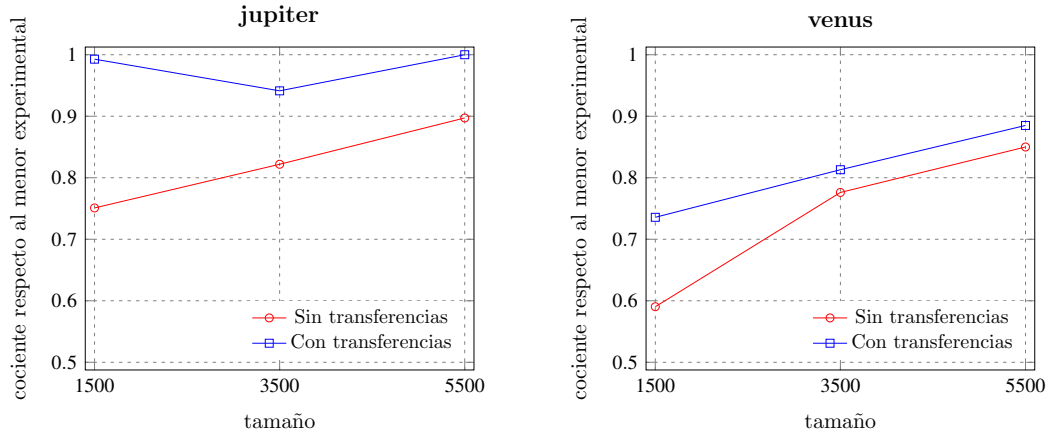 jupiter
cociente respecto al menor experimental
1
0.9
0.8
0.7
0.6
0.5
Sin transferencias
Con transferencias
1500 3500 5500
tamaño
venus
cociente respecto al menor experimental
1
0.9
0.8
0.7
0.6
0.5
Sin transferencias
Con transferencias
1500 3500 5500
tamaño